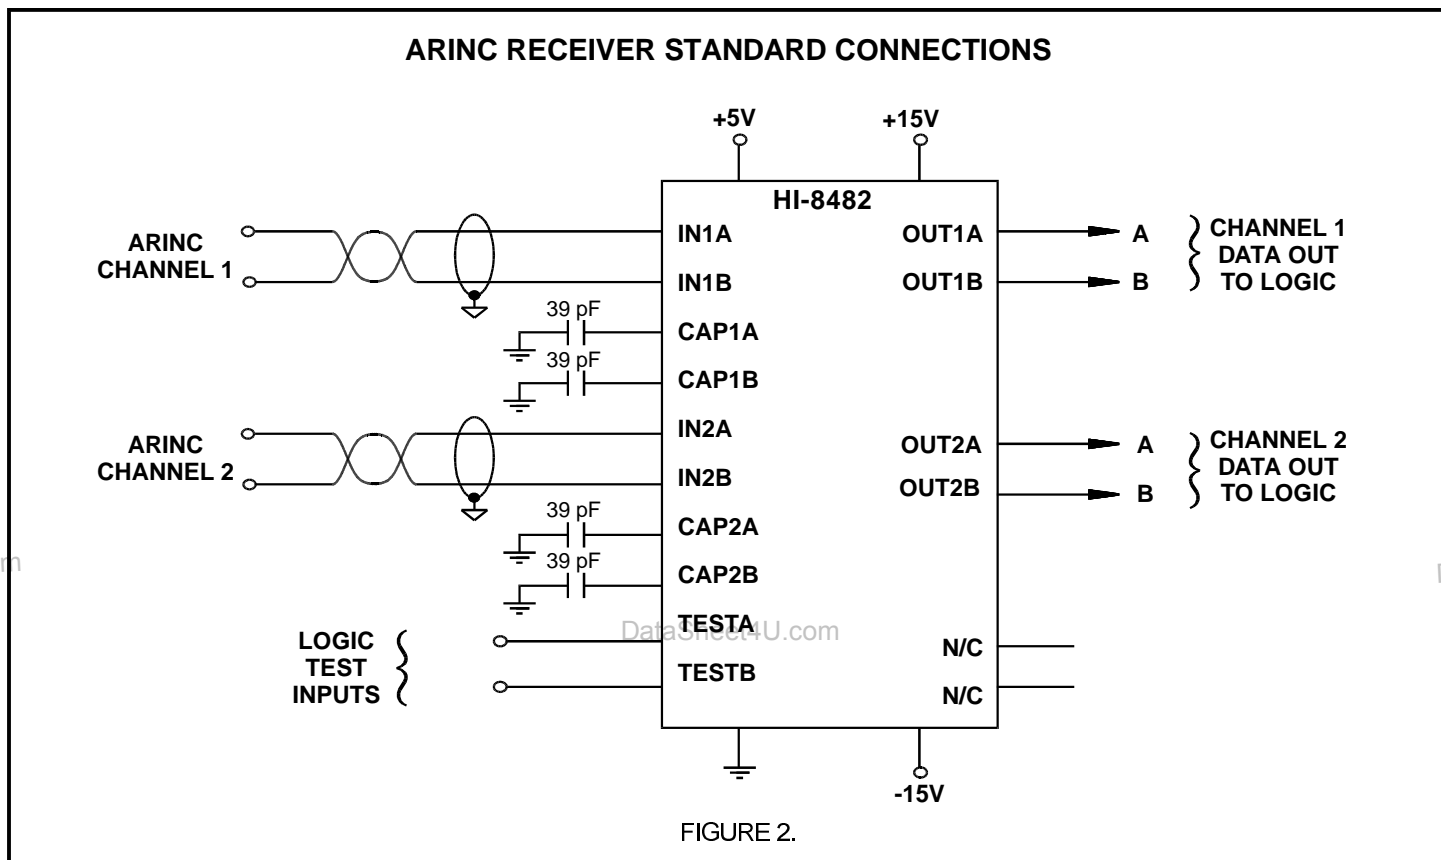 ARINC RECEIVER STANDARD CONNECTIONS
+5V
+15V
HI-8482
ARINC
CHANNEL 1
IN1A
IN1B
39 pF
CAP1A
39 pF
CAP1B
ARINC
CHANNEL 2
IN2A
IN2B
39 pF
CAP2A
39 pF
CAP2B
LOGIC
TEST
INPUTS
TESTA
TESTB
DataSheet4U.com
OUT1A
A
OUT1B
B
CHANNEL 1
DATA OUT
TO LOGIC
OUT2A
A
OUT2B
B
CHANNEL 2
DATA OUT
TO LOGIC
N/C
N/C
-15V
FIGURE 2.